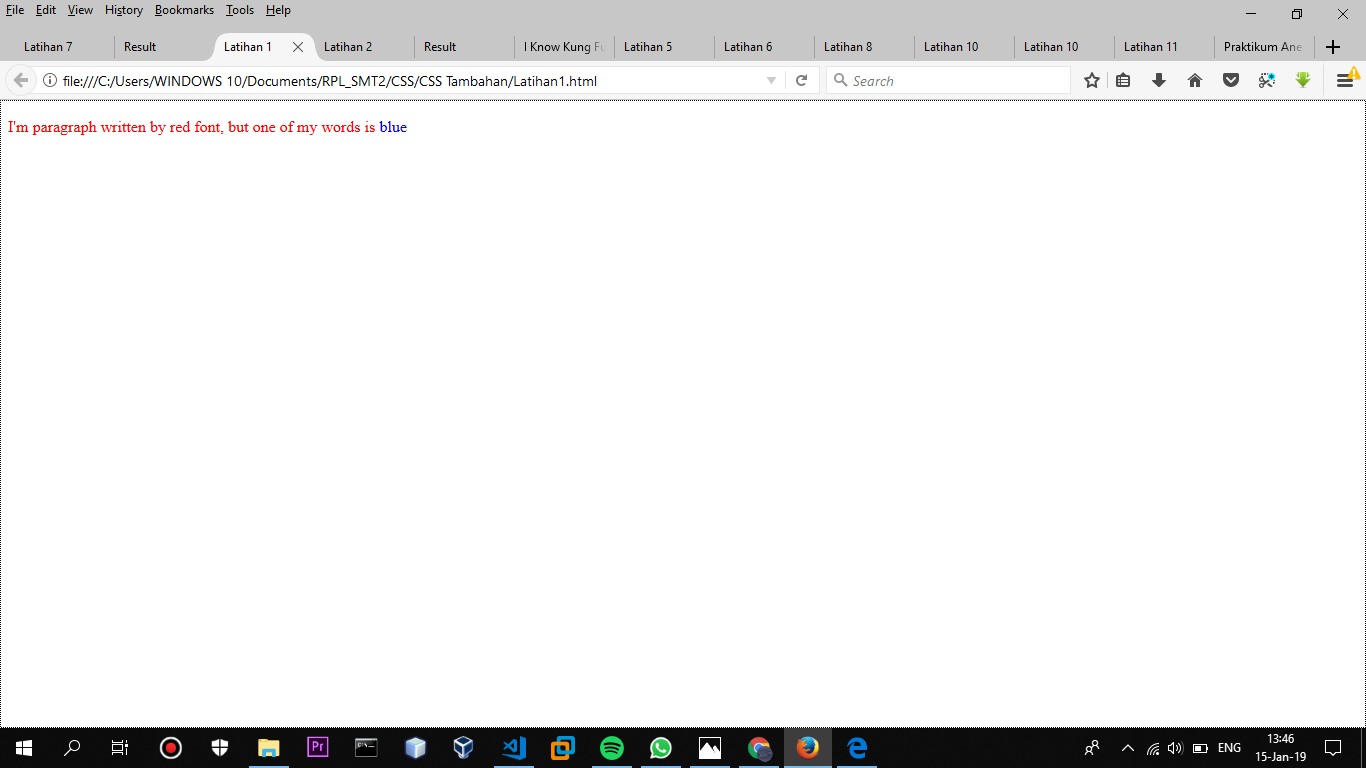 File Edit View History Bookmarks Tools Help
Latihan 7 Result Latihan 1 Latihan 2 Result I Know Kung Fu Latihan 5 Latihan 6 Latihan 8 Latihan 10 Latihan 10 Latihan 11 Praktikum Ane
file:///C:/Users/WINDOWS 10/Documents/RPL_SMT2/CSS/CSS Tambahan/Latihan1.html Search
I'm paragraph written by red font, but one of my words is blue
Pr
ENG
13:46
15-Jan-19